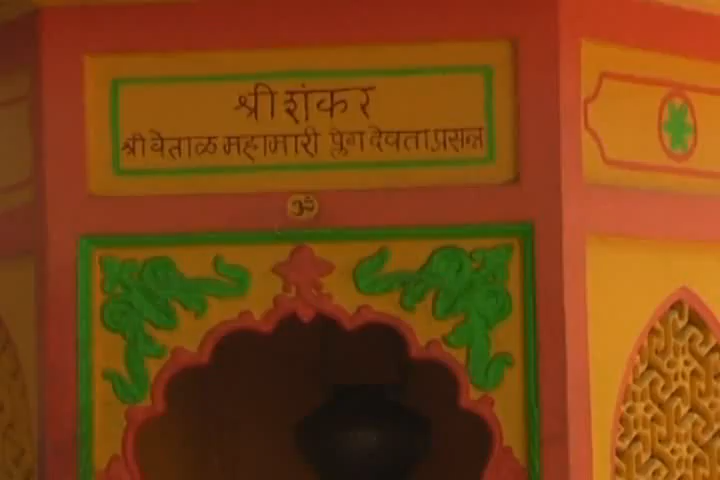 श्री शंकर
श्री वेताळ महामारी प्लेग देवता प्रसन्न
ॐ